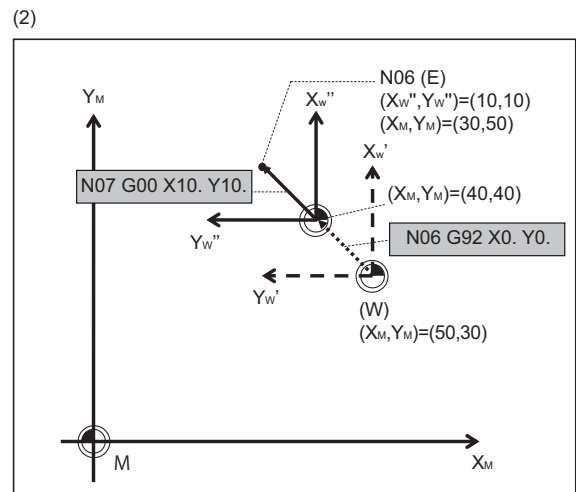 (2)
N06 (E)
(Xw'',Yw'')=(10,10)
(XM,YM)=(30,50)
YM
Xw''
Xw'
N07 G00 X10. Y10.
(XM,YM)=(40,40)
Yw''
N06 G92 X0. Y0.
Yw'
(W)
(XM,YM)=(50,30)
M
XM